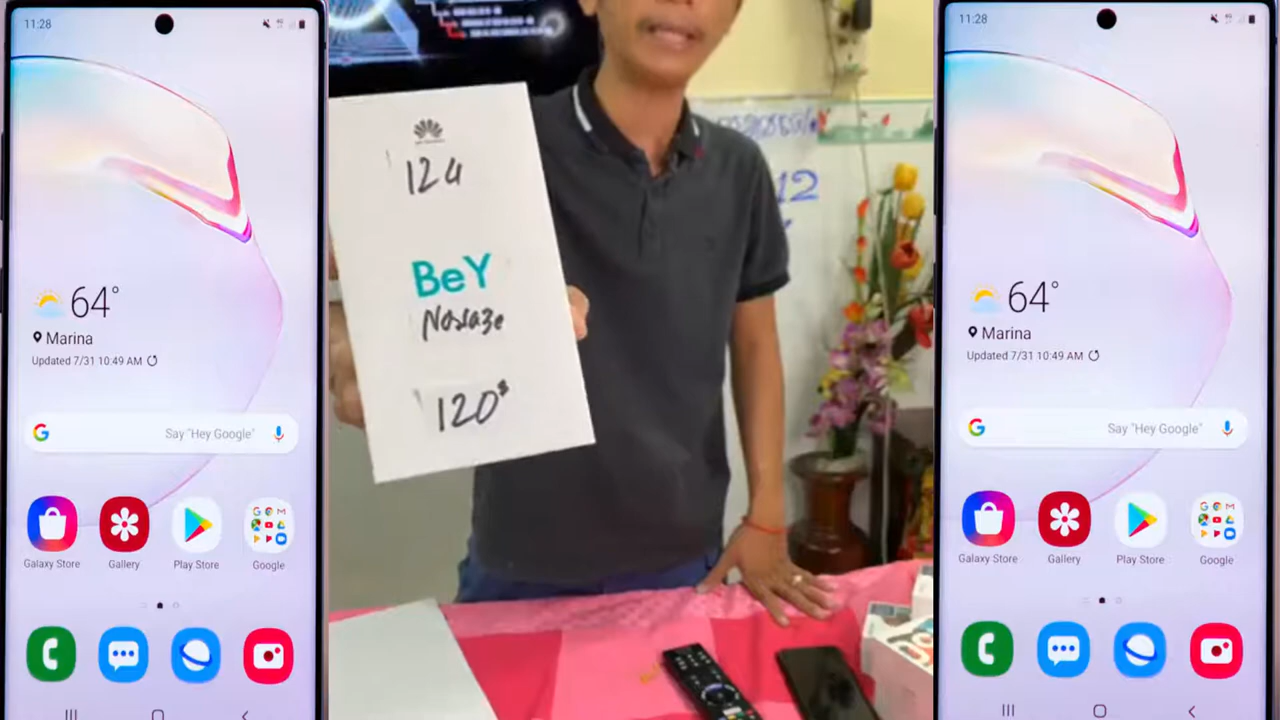 11:28
64°
Marina
Updated 7/31 10:49 AM
Say "Hey Google"
Galaxy Store
Gallery
Play Store
Google
124
BeY
120$
12
11:28
64°
Marina
Updated 7/31 10:49 AM
Say "Hey Google"
Galaxy Store
Gallery
Play Store
Google